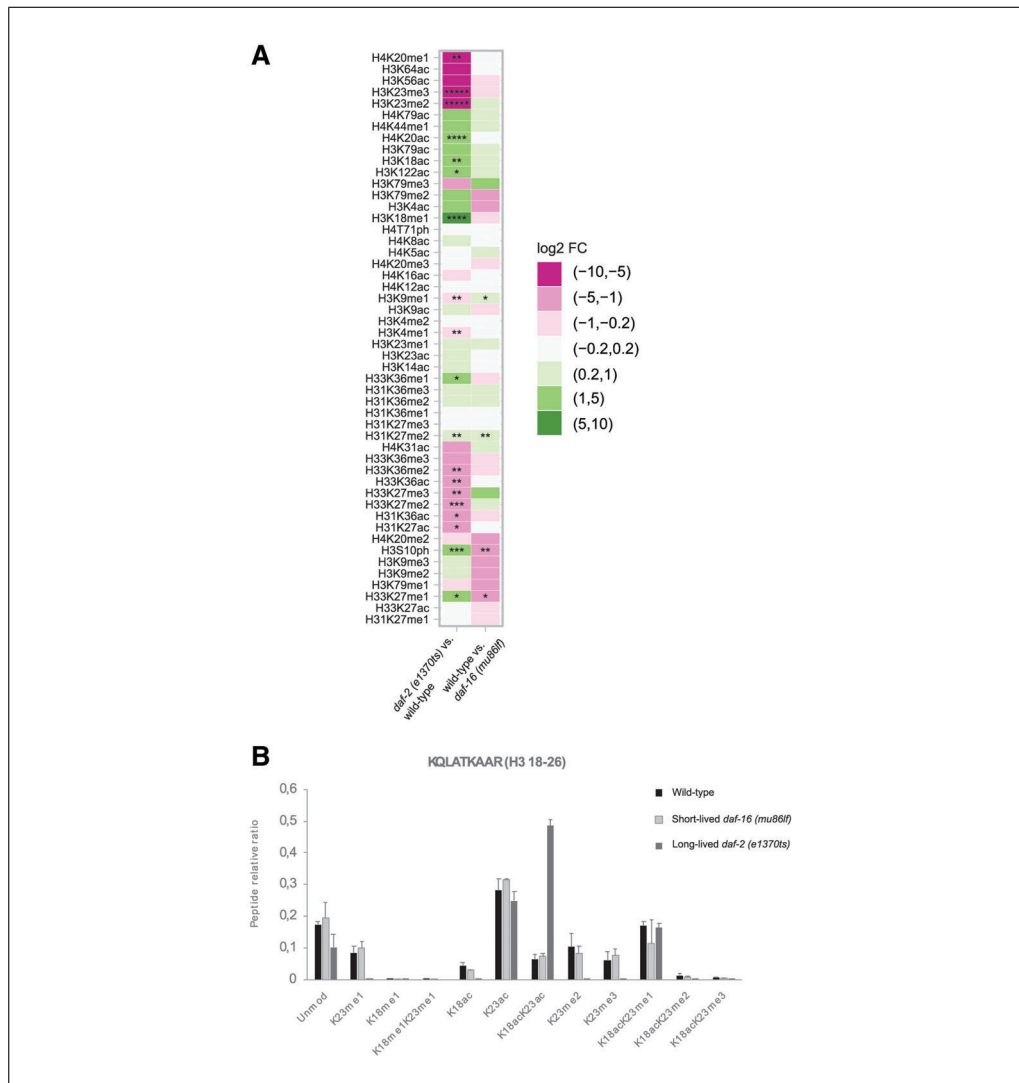 A
H4K20me1 **
H3K64ac
H3K56ac
H3K23me3 *****
H3K23me2 *****
H4K79ac
H4K44me1
H4K20ac ****
H3K79ac
H3K18ac **
H3K122ac *
H3K79me3
H3K79me2
H3K4ac
H3K18me1 ****
H4T71ph
H4K8ac
H4K5ac
H4K20me3
H4K16ac
H4K12ac
H3K9me1 ** *
H3K9ac
H3K4me2
H3K4me1 **
H3K23me1
H3K23ac
H3K14ac
H33K36me1 *
H31K36me3
H31K36me2
H31K36me1
H31K27me3
H31K27me2 ** **
H4K31ac
H33K36me3
H33K36me2 **
H33K36ac **
H33K27me3 **
H33K27me2 ***
H31K36ac *
H31K27ac *
H4K20me2
H3S10ph *** **
H3K9me3
H3K9me2
H3K79me1
H33K27me1 * *
H33K27ac
H31K27me1
daf-2 (e1370ts) vs.
wild-type
wild-type vs.
daf-16 (mu86lf)
log2 FC
(−10,−5)
(−5,−1)
(−1,−0.2)
(−0.2,0.2)
(0.2,1)
(1,5)
(5,10)
B
KQLATKAAR (H3 18-26)
Peptide relative ratio
0,6
0,5
0,4
0,3
0,2
0,1
0
Unmod
K23me1
K18me1
K18me1K23me1
K18ac
K23ac
K18acK23ac
K23me2
K23me3
K18acK23me1
K18acK23me2
K18acK23me3
Wild-type
Short-lived daf-16 (mu86lf)
Long-lived daf-2 (e1370ts)